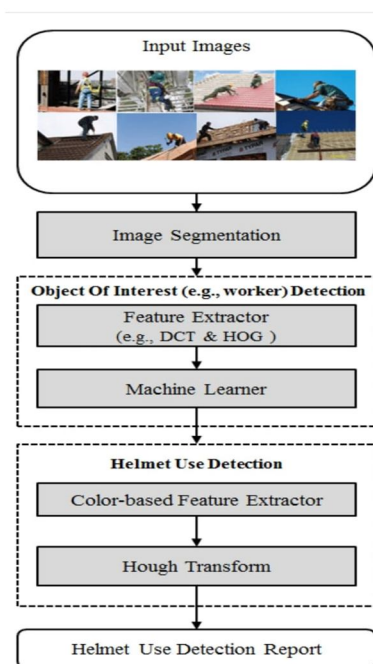 Input Images
Image Segmentation
Object Of Interest (e.g., worker) Detection
Feature Extractor
(e.g., DCT & HOG )
Machine Learner
Helmet Use Detection
Color-based Feature Extractor
Hough Transform
Helmet Use Detection Report